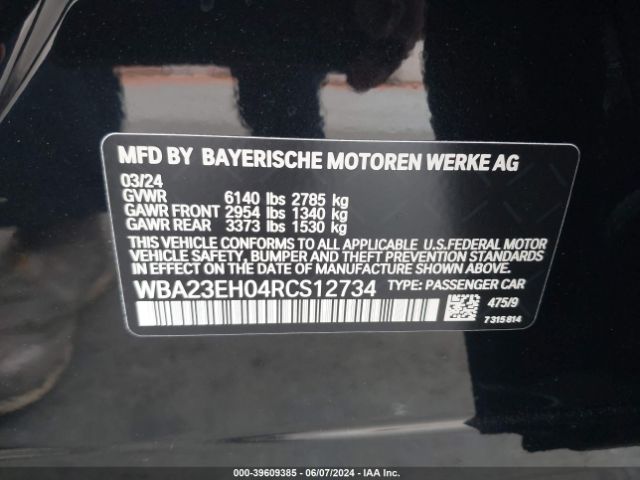 MFD BY BAYERISCHE MOTOREN WERKE AG
03/24
GVWR 6140 lbs 2785 kg
GAWR FRONT 2954 lbs 1340 kg
GAWR REAR 3373 lbs 1530 kg
THIS VEHICLE CONFORMS TO ALL APPLICABLE U.S.FEDERAL MOTOR
VEHICLE SAFETY, BUMPER AND THEFT PREVENTION STANDARDS
IN EFFECT ON THE DATE OF MANUFACTURE SHOWN ABOVE.
WBA23EH04RCS12734 TYPE: PASSENGER CAR
475/9
7315814
000-39609385 - 06/07/2024 - IAA Inc.